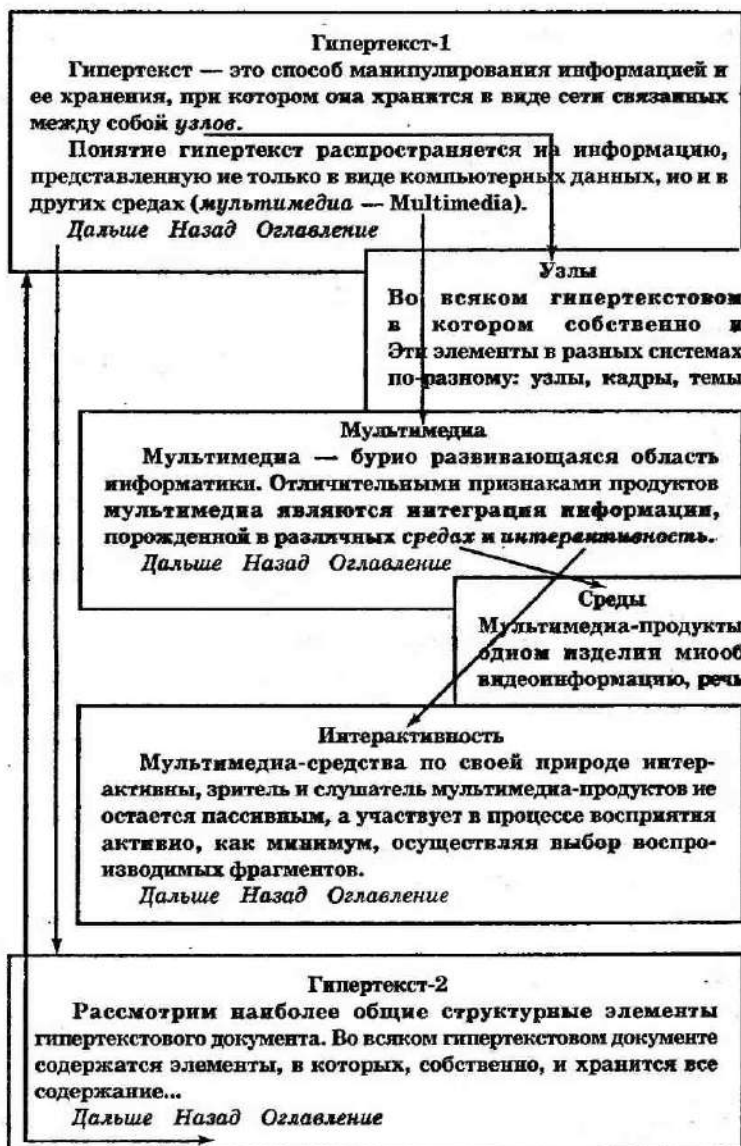 Гипертекст-1
Гипертекст — это способ манипулирования информацией и
ее хранения, при котором она хранится в виде сети связанных
между собой узлов.
Понятие гипертекст распространяется на информацию,
представленную не только в виде компьютерных данных, но и в
других средах (мультимедиа — Multimedia).
Дальше Назад Оглавление
Узлы
Во всяком гипертекстовом
в котором собственно и
Эти элементы в разных системах
по-разному: узлы, кадры, темы
Мультимедиа
Мультимедиа — бурно развивающаяся область
информатики. Отличительными признаками продуктов
мультимедиа являются интеграция информации,
порожденной в различных средах и интерактивность.
Дальше Назад Оглавление
Среды
Мультимедиа-продукты
одном изделии мнооб
видеоинформацию, речь
Интерактивность
Мультимедиа-средства по своей природе интер-
активны, зритель и слушатель мультимедиа-продуктов не
остается пассивным, а участвует в процессе восприятия
активно, как минимум, осуществляя выбор воспро-
изводимых фрагментов.
Дальше Назад Оглавление
Гипертекст-2
Рассмотрим наиболее общие структурные элементы
гипертекстового документа. Во всяком гипертекстовом документе
содержатся элементы, в которых, собственно, и хранится все
содержание...
Дальше Назад Оглавление